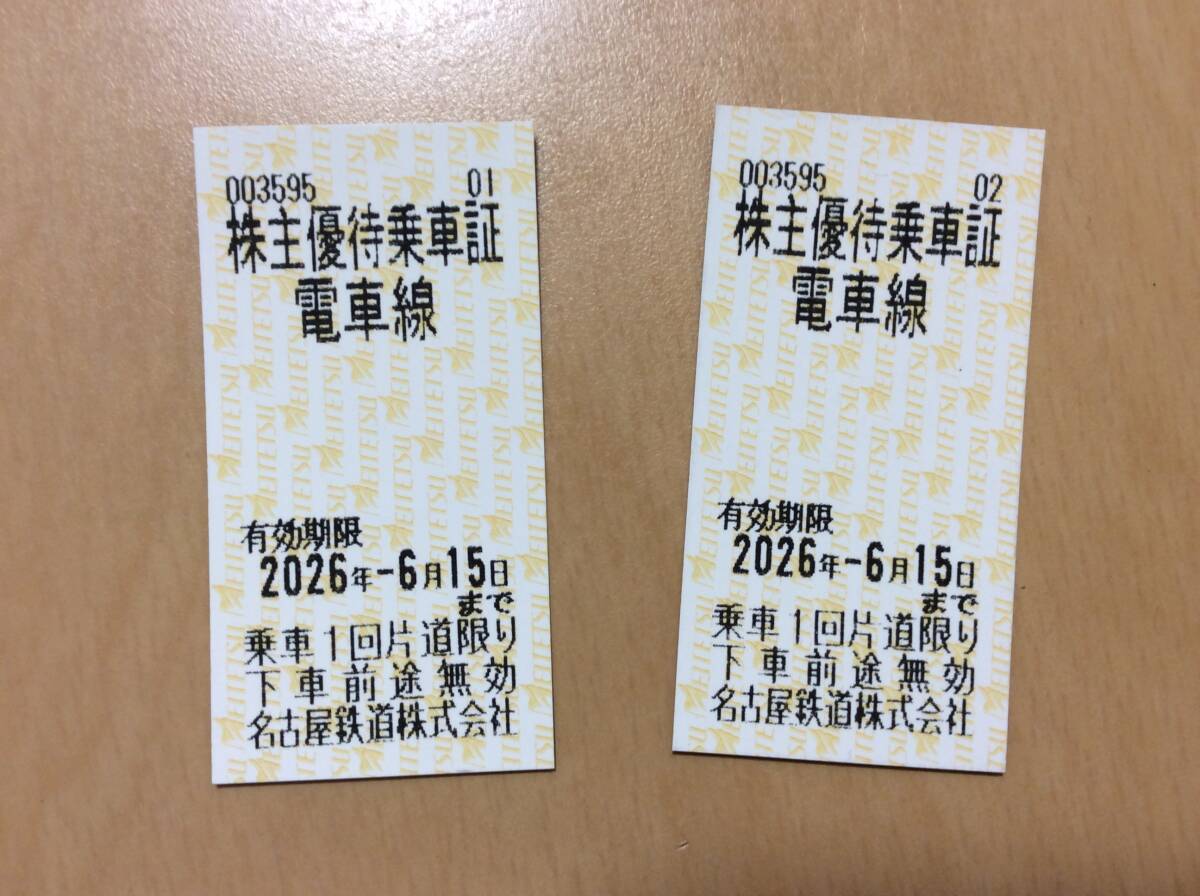 003595 01
株主優待乗車証
電車線
有効期限
2026年-6月15日
まで
乗車1回片道限り
下車前途無効
名古屋鉄道株式会社
003595 02
株主優待乗車証
電車線
有効期限
2026年-6月15日
まで
乗車1回片道限り
下車前途無効
名古屋鉄道株式会社
MEITETSU